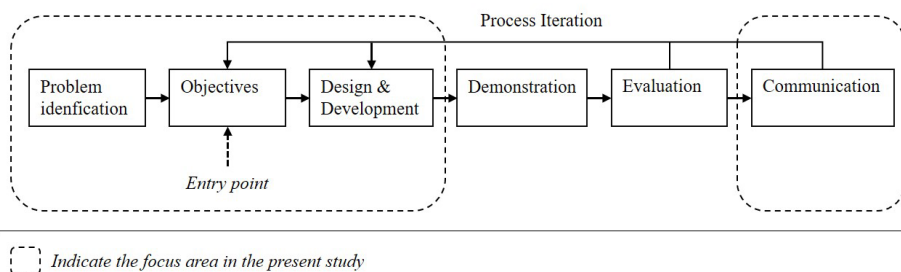 Process Iteration
Problem
idenfication
Objectives
Design &
Development
Demonstration
Evaluation
Communication
Entry point
Indicate the focus area in the present study